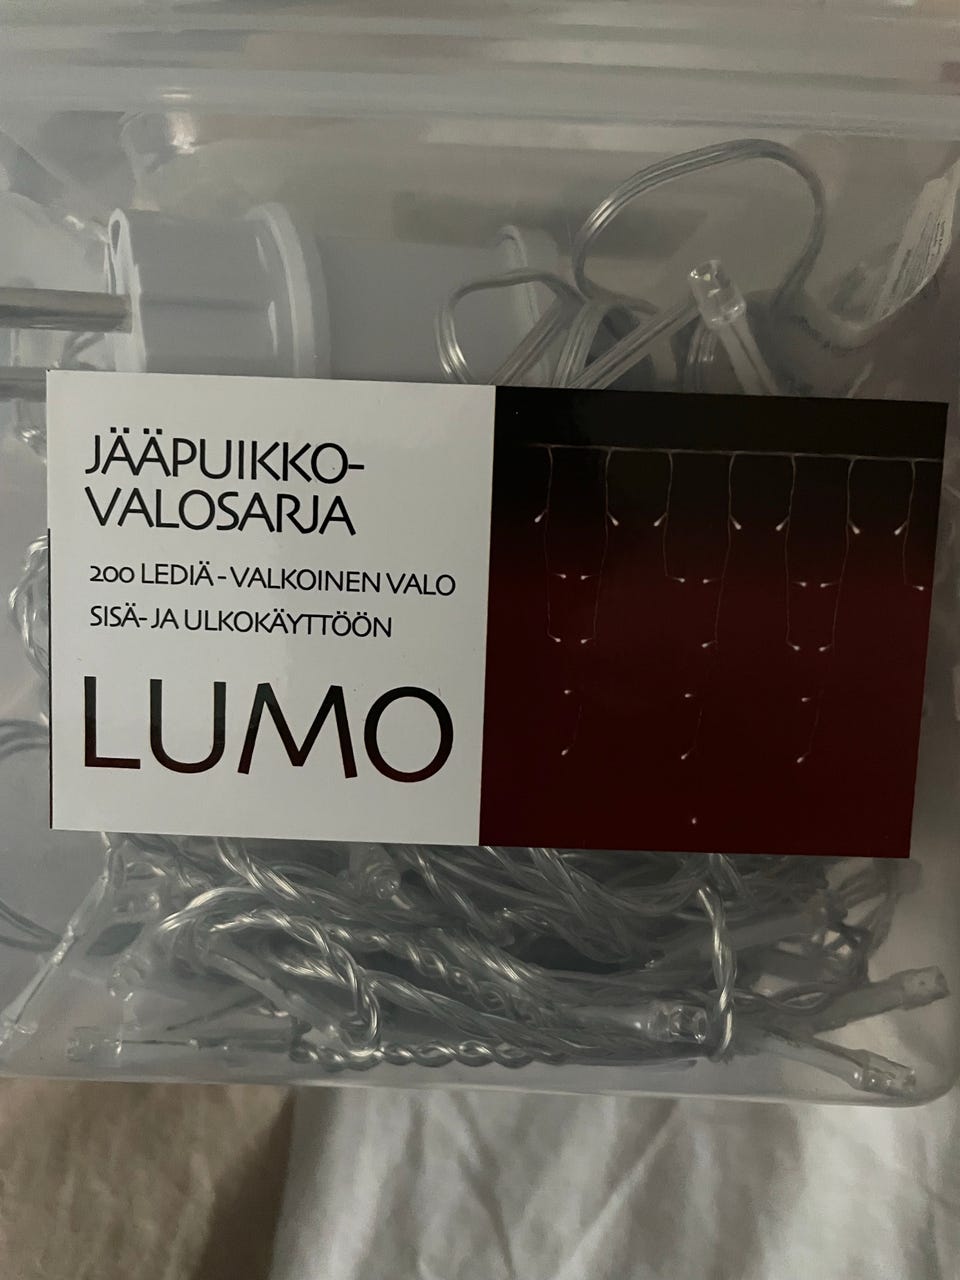 JÄÄPUIKKO-
VALOSARJA
200 LEDIÄ - VALKOINEN VALO
SISÄ- JA ULKOKÄYTTÖÖN
LUMO